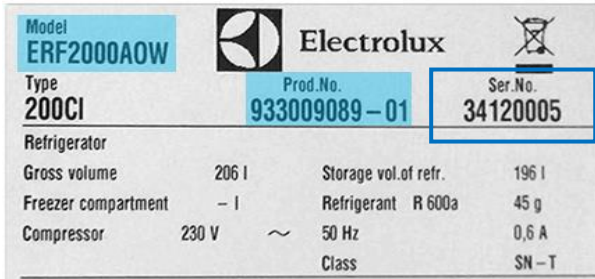 Model
ERF2000AOW
Electrolux
Type
200CI
Prod.No.
933009089-01
Ser.No.
34120005
Refrigerator
Gross volume 206 l Storage vol.of refr. 196 l
Freezer compartment - l Refrigerant R 600a 45 g
Compressor 230 V ~ 50 Hz 0,6 A
Class SN-T